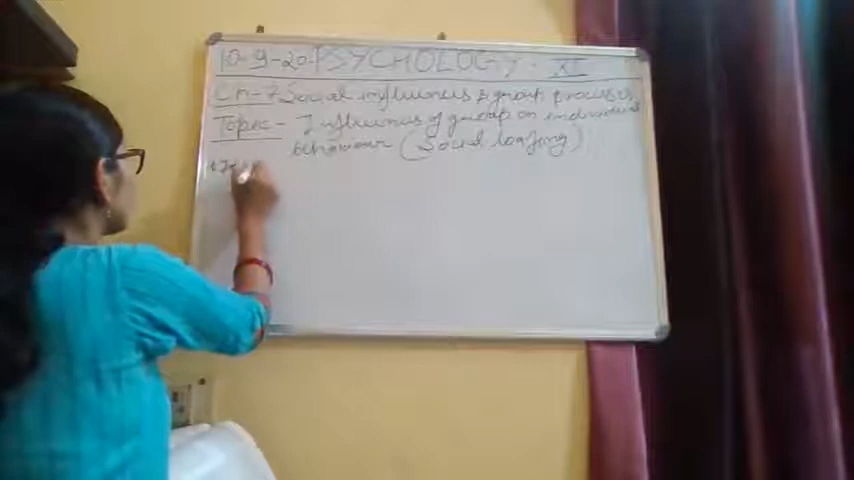 10-9-20 PSYCHOLOGY - XI
Ch-7 Social influences & group processes
Topic - Influences of group on individual
behaviour (Social loafing)